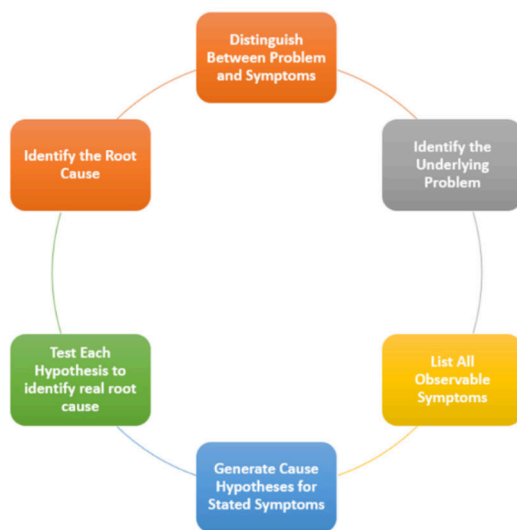 Distinguish
Between Problem
and Symptoms
Identify the
Underlying
Problem
List All
Observable
Symptoms
Generate Cause
Hypotheses for
Stated Symptoms
Test Each
Hypothesis to
identify real root
cause
Identify the Root
Cause